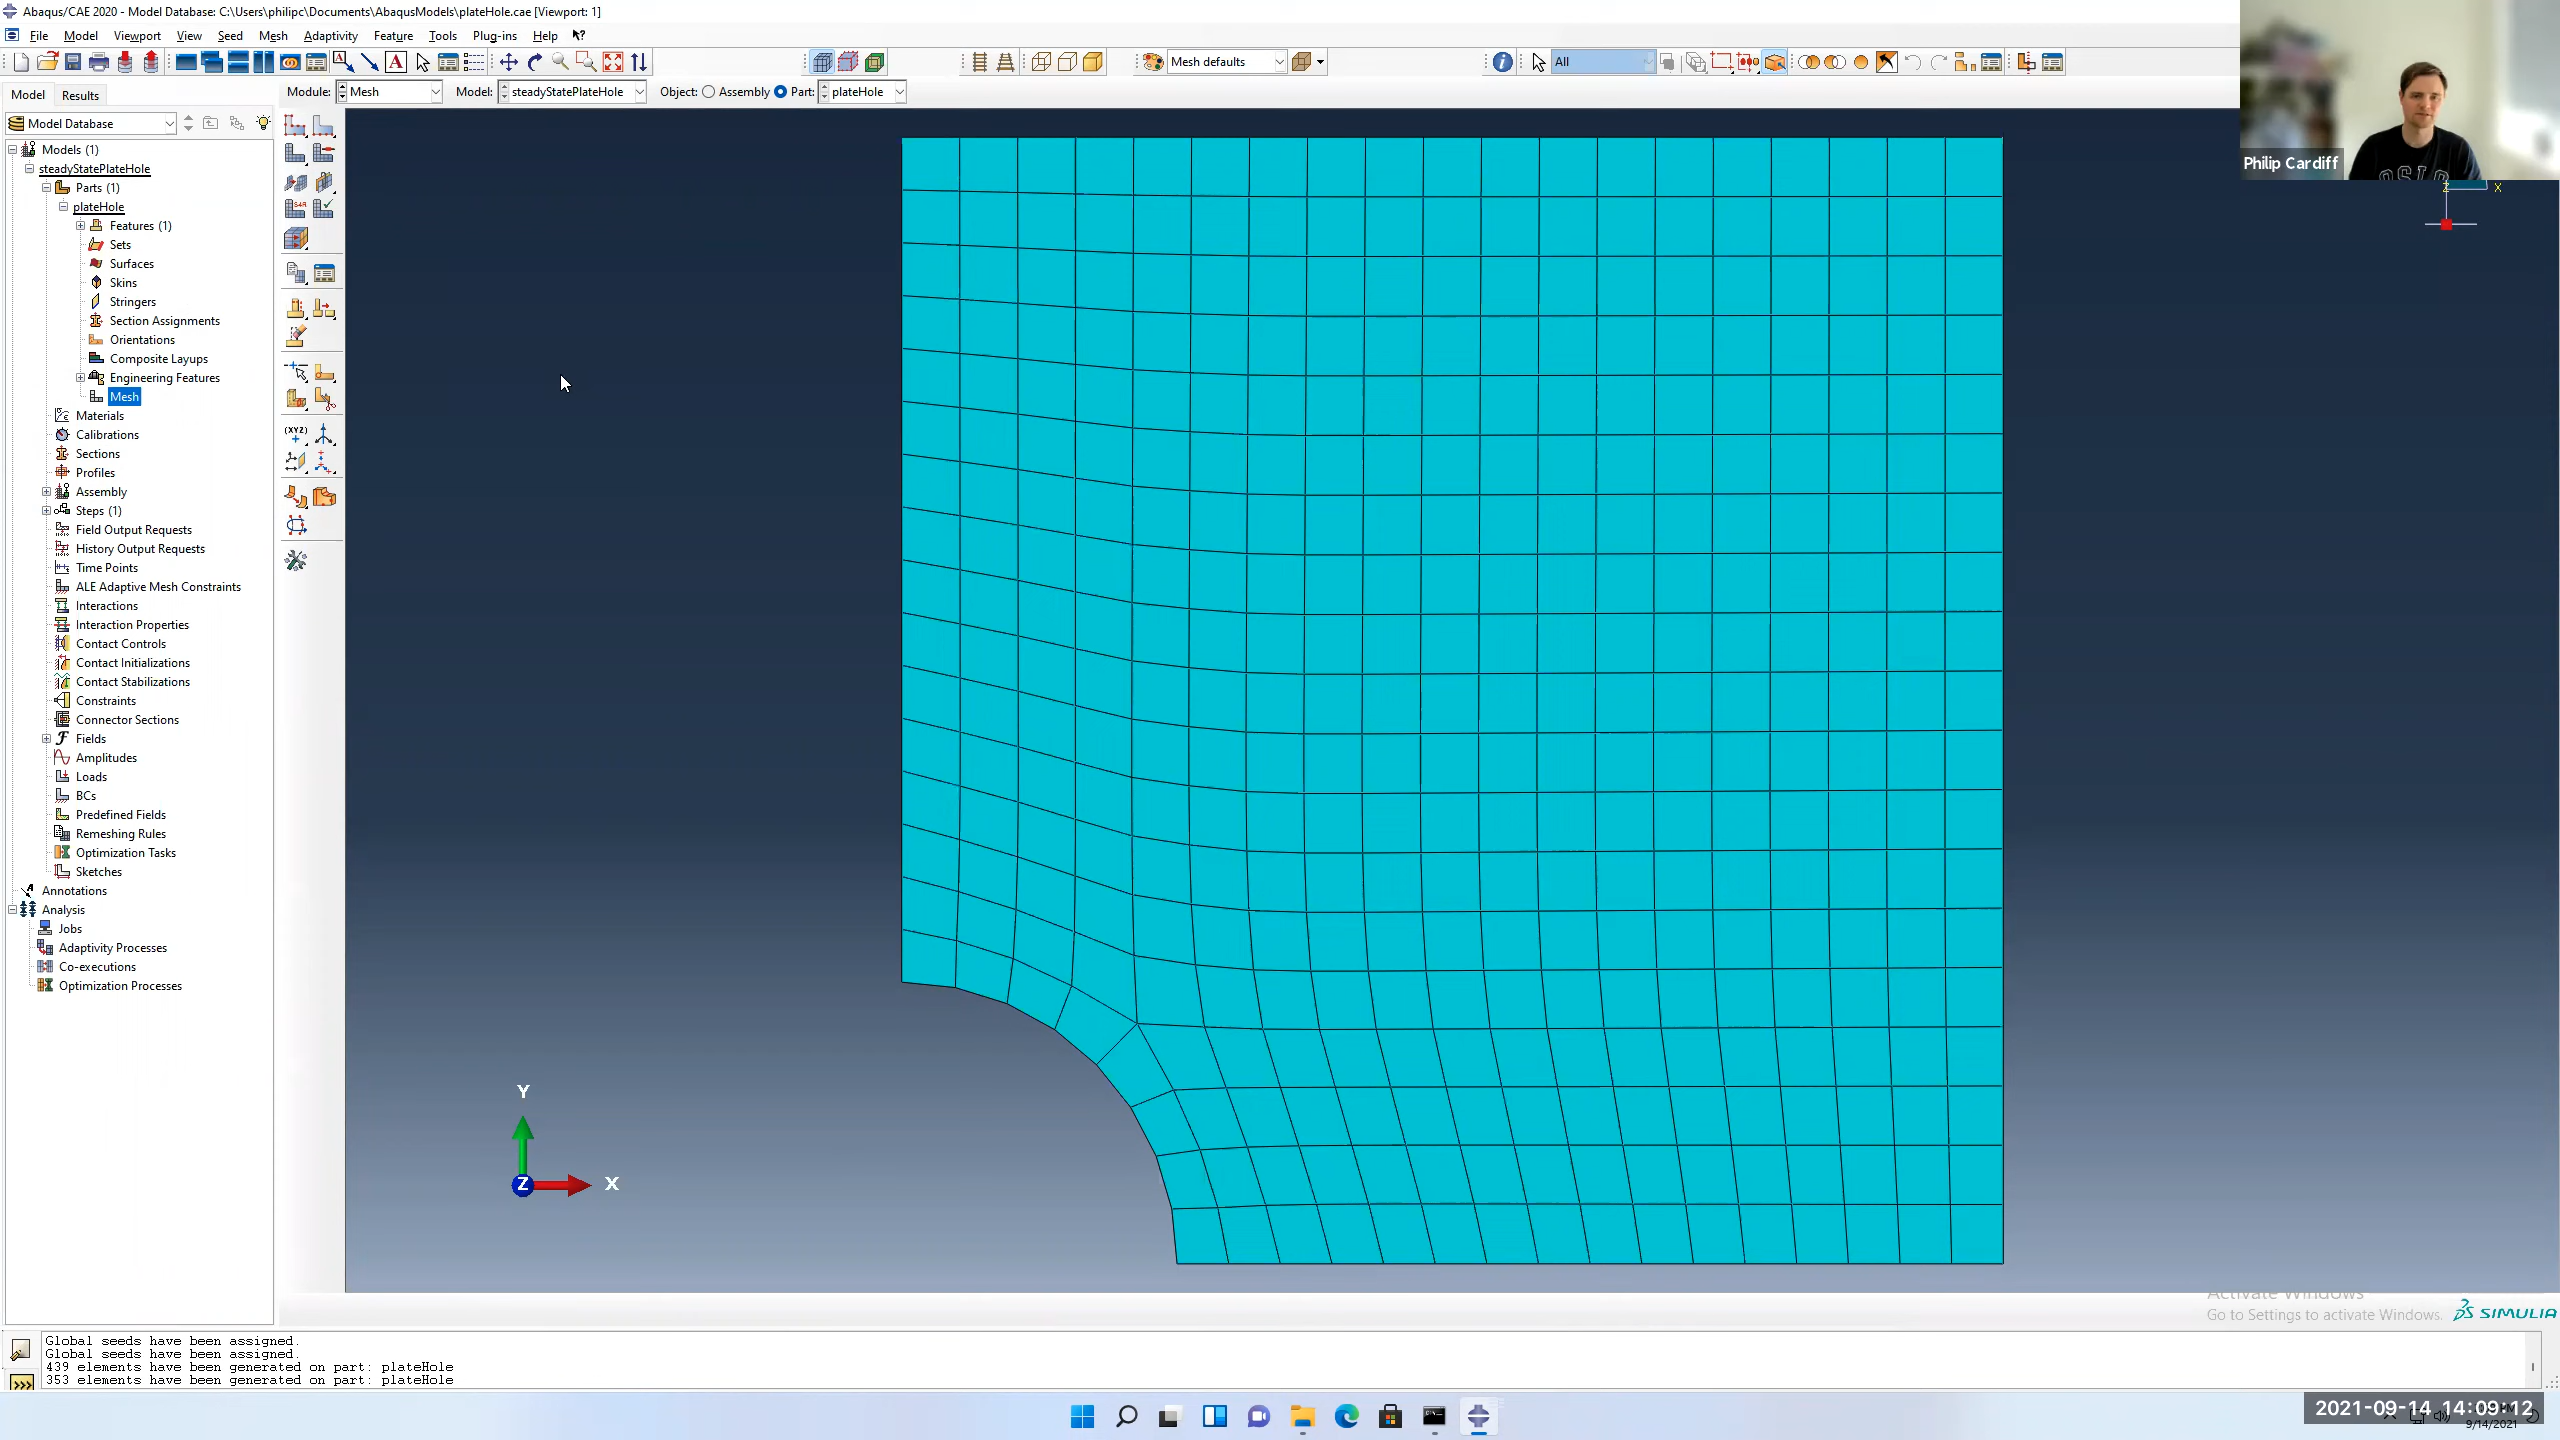 Abaqus/CAE 2020 - Model Database: C:\Users\philipc\Documents\AbaqusModels\plateHole.cae [Viewport: 1]
File Model Viewport View Seed Mesh Adaptivity Feature Tools Plug-ins Help
A Mesh defaults All
Model Results Module: Mesh Model: steadyStatePlateHole Object: Assembly Part: plateHole
Model Database
Models (1)
steadyStatePlateHole
Parts (1)
plateHole
Features (1)
Sets
Surfaces
Skins
Stringers
Section Assignments
Orientations
Composite Layups
Engineering Features
Mesh
Materials
Calibrations
Sections
Profiles
Assembly
Steps (1)
Field Output Requests
History Output Requests
Time Points
ALE Adaptive Mesh Constraints
Interactions
Interaction Properties
Contact Controls
Contact Initializations
Contact Stabilizations
Constraints
Connector Sections
Fields
Amplitudes
Loads
BCs
Predefined Fields
Remeshing Rules
Optimization Tasks
Sketches
Annotations
Analysis
Jobs
Adaptivity Processes
Co-executions
Optimization Processes
S4R
(XYZ)
Y
Z X
Philip Cardiff
OSLO
Z X
Activate Windows
Go to Settings to activate Windows.
SIMULIA
Global seeds have been assigned.
Global seeds have been assigned.
439 elements have been generated on part: plateHole
353 elements have been generated on part: plateHole
2021-09-14 14:09:12
9/14/2021